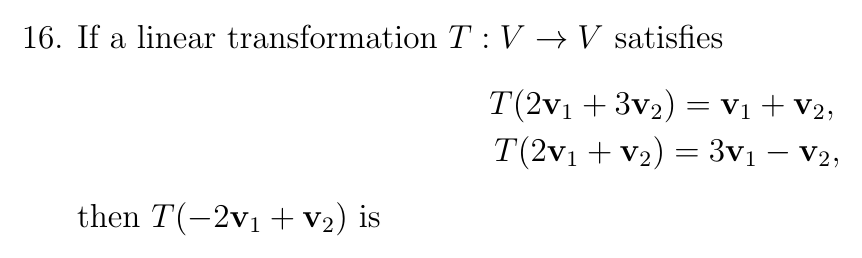 16. If a linear transformation T : V → V satisfies
T(2v₁ + 3v₂) = v₁ + v₂,
T(2v₁ + v₂) = 3v₁ − v₂,
then T(−2v₁ + v₂) is